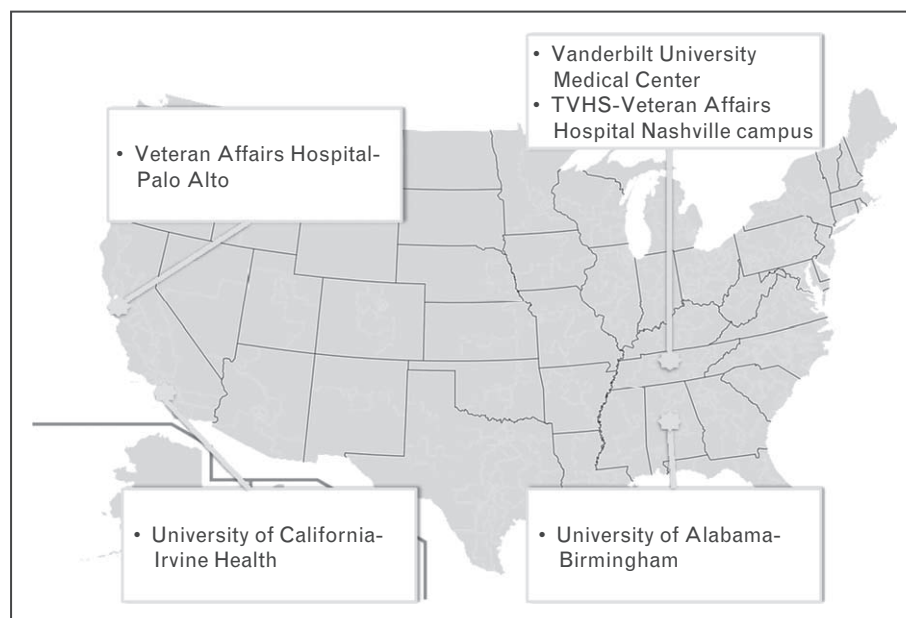 • Vanderbilt University
Medical Center
• TVHS-Veteran Affairs
Hospital Nashville campus
• Veteran Affairs Hospital-
Palo Alto
• University of California-
Irvine Health
• University of Alabama-
Birmingham